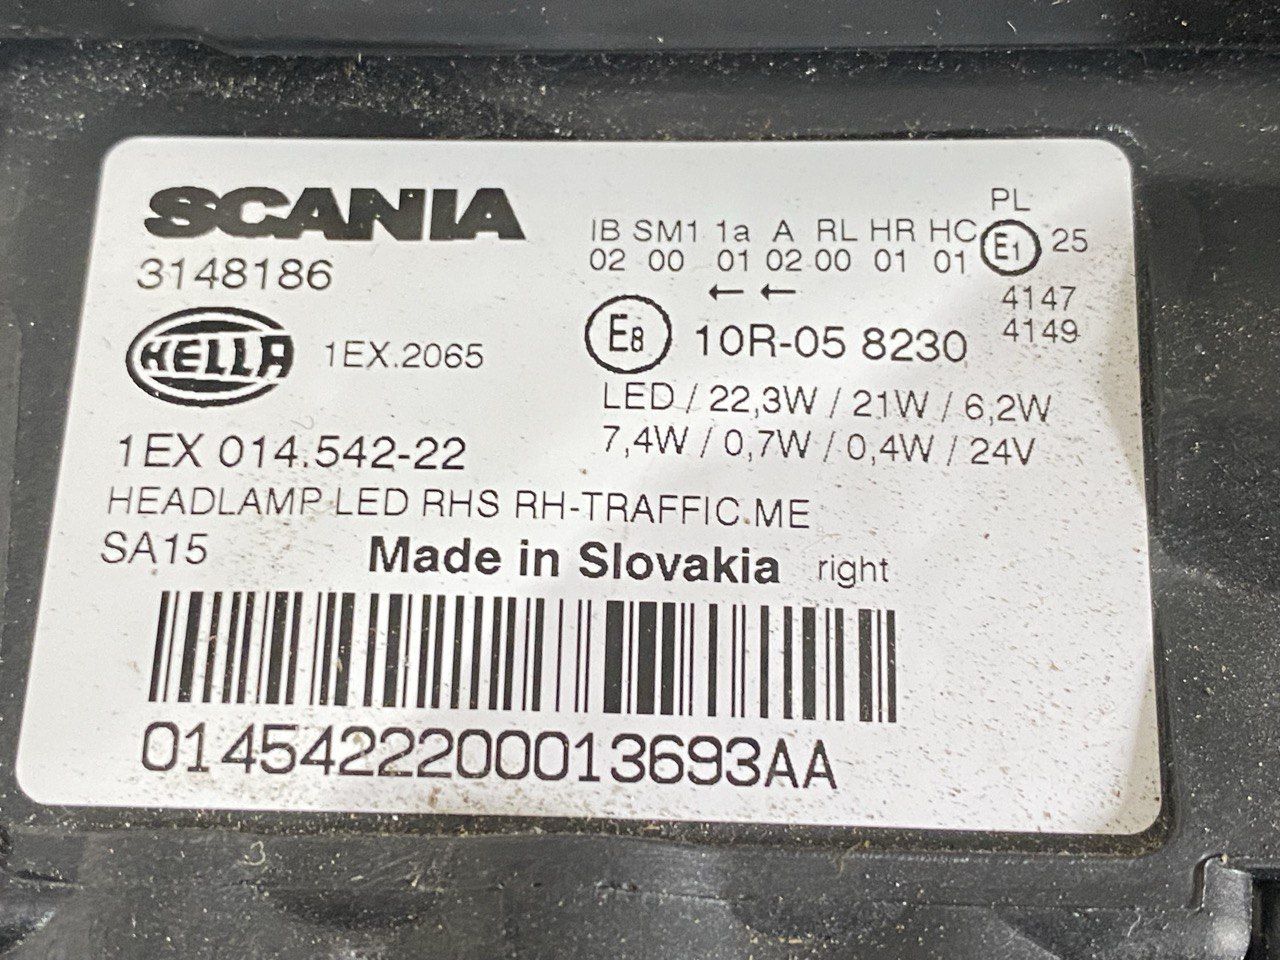 SCANIA
3148186
HELLA 1EX.2065
1EX 014.542-22
HEADLAMP LED RHS RH-TRAFFIC.ME
SA15 Made in Slovakia right
PL
IB SM1 1a A RL HR HC E1 25
02 00 01 02 00 01 01
← ← 4147
E8 10R-05 8230 4149
LED / 22,3W / 21W / 6,2W
7,4W / 0,7W / 0,4W / 24V
01454222200013693AA